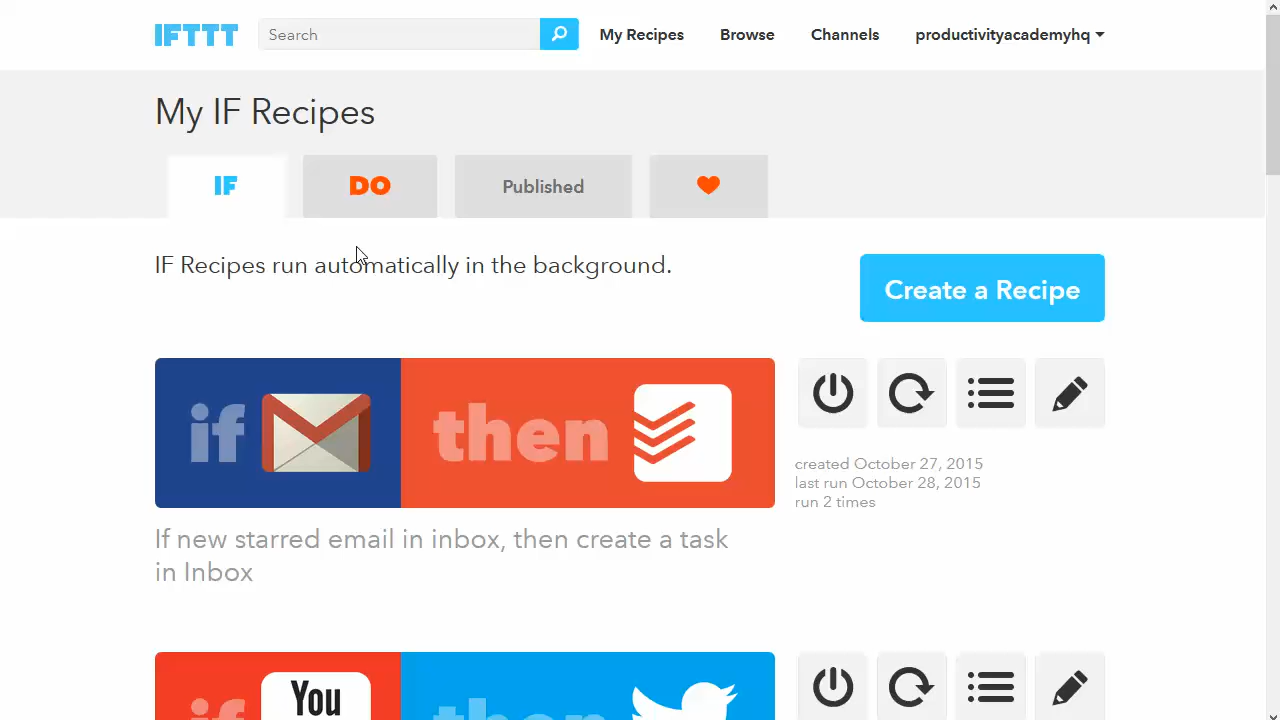 IFTTT
Search
My Recipes
Browse
Channels
productivityacademyhq
My IF Recipes
IF
DO
Published
IF Recipes run automatically in the background.
Create a Recipe
if
then
created October 27, 2015
last run October 28, 2015
run 2 times
If new starred email in inbox, then create a task
in Inbox
if
You
then